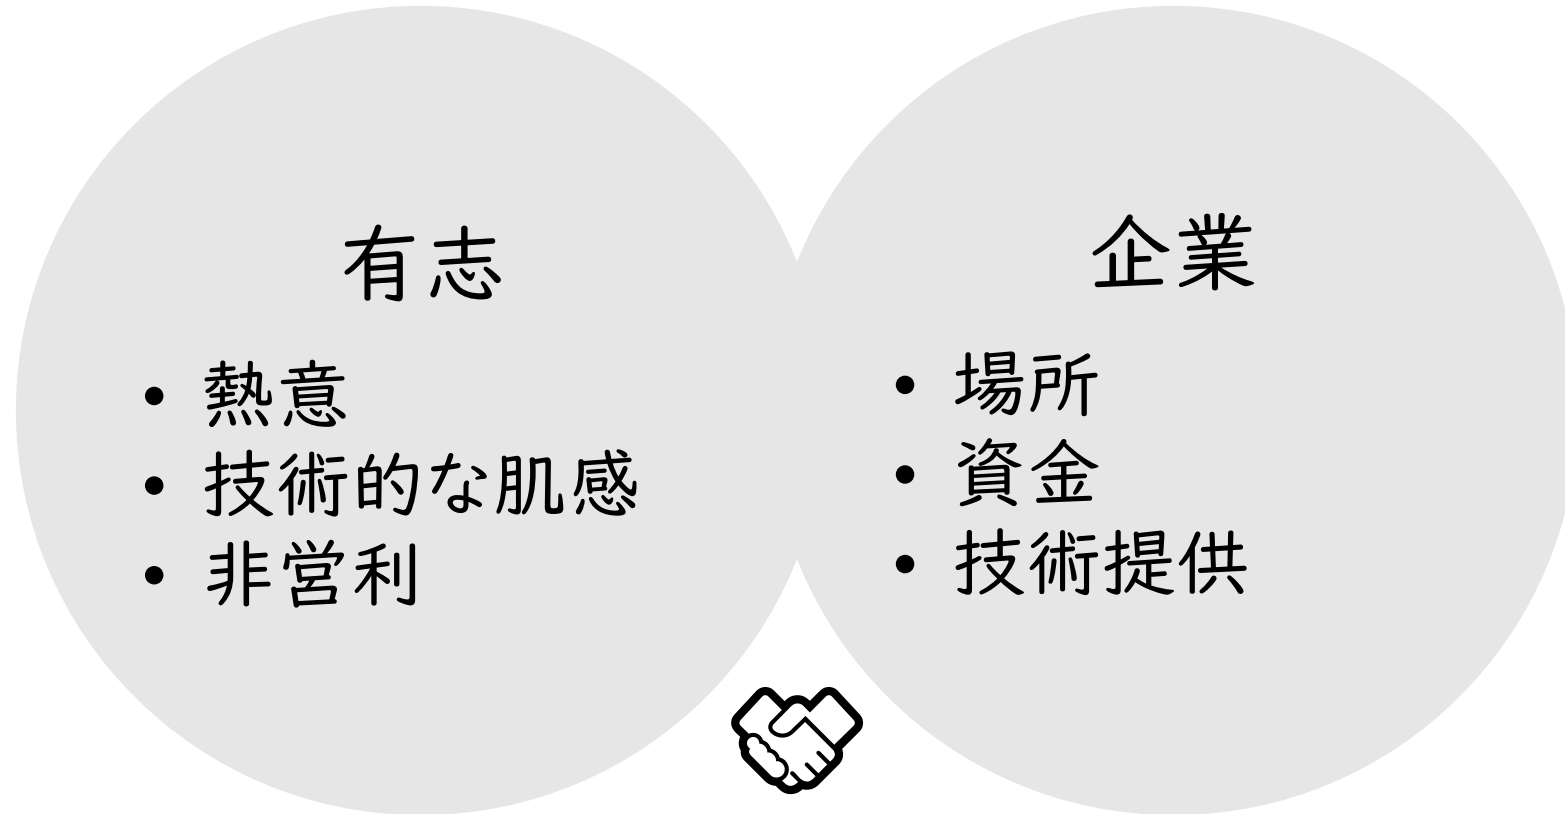 有志
• 熱意
• 技術的な肌感
• 非営利
企業
• 場所
• 資金
• 技術提供